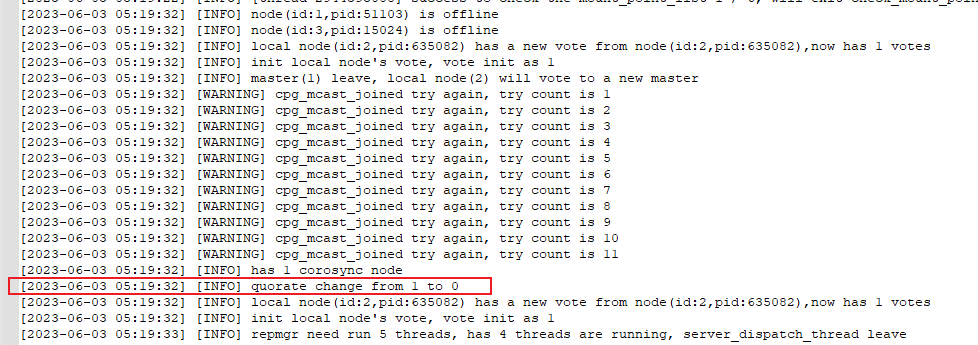 [2023-06-03 05:19:32] [INFO] node(id:1,pid:51103) is offline
[2023-06-03 05:19:32] [INFO] node(id:3,pid:15024) is offline
[2023-06-03 05:19:32] [INFO] local node(id:2,pid:635082) has a new vote from node(id:2,pid:635082),now has 1 votes
[2023-06-03 05:19:32] [INFO] init local node's vote, vote init as 1
[2023-06-03 05:19:32] [INFO] master(1) leave, local node(2) will vote to a new master
[2023-06-03 05:19:32] [WARNING] cpg_mcast_joined try again, try count is 1
[2023-06-03 05:19:32] [WARNING] cpg_mcast_joined try again, try count is 2
[2023-06-03 05:19:32] [WARNING] cpg_mcast_joined try again, try count is 3
[2023-06-03 05:19:32] [WARNING] cpg_mcast_joined try again, try count is 4
[2023-06-03 05:19:32] [WARNING] cpg_mcast_joined try again, try count is 5
[2023-06-03 05:19:32] [WARNING] cpg_mcast_joined try again, try count is 6
[2023-06-03 05:19:32] [WARNING] cpg_mcast_joined try again, try count is 7
[2023-06-03 05:19:32] [WARNING] cpg_mcast_joined try again, try count is 8
[2023-06-03 05:19:32] [WARNING] cpg_mcast_joined try again, try count is 9
[2023-06-03 05:19:32] [WARNING] cpg_mcast_joined try again, try count is 10
[2023-06-03 05:19:32] [WARNING] cpg_mcast_joined try again, try count is 11
[2023-06-03 05:19:32] [INFO] has 1 corosync node
[2023-06-03 05:19:32] [INFO] quorate change from 1 to 0
[2023-06-03 05:19:32] [INFO] local node(id:2,pid:635082) has a new vote from node(id:2,pid:635082),now has 1 votes
[2023-06-03 05:19:32] [INFO] init local node's vote, vote init as 1
[2023-06-03 05:19:33] [INFO] repmgr need run 5 threads, has 4 threads are running, server_dispatch_thread leave